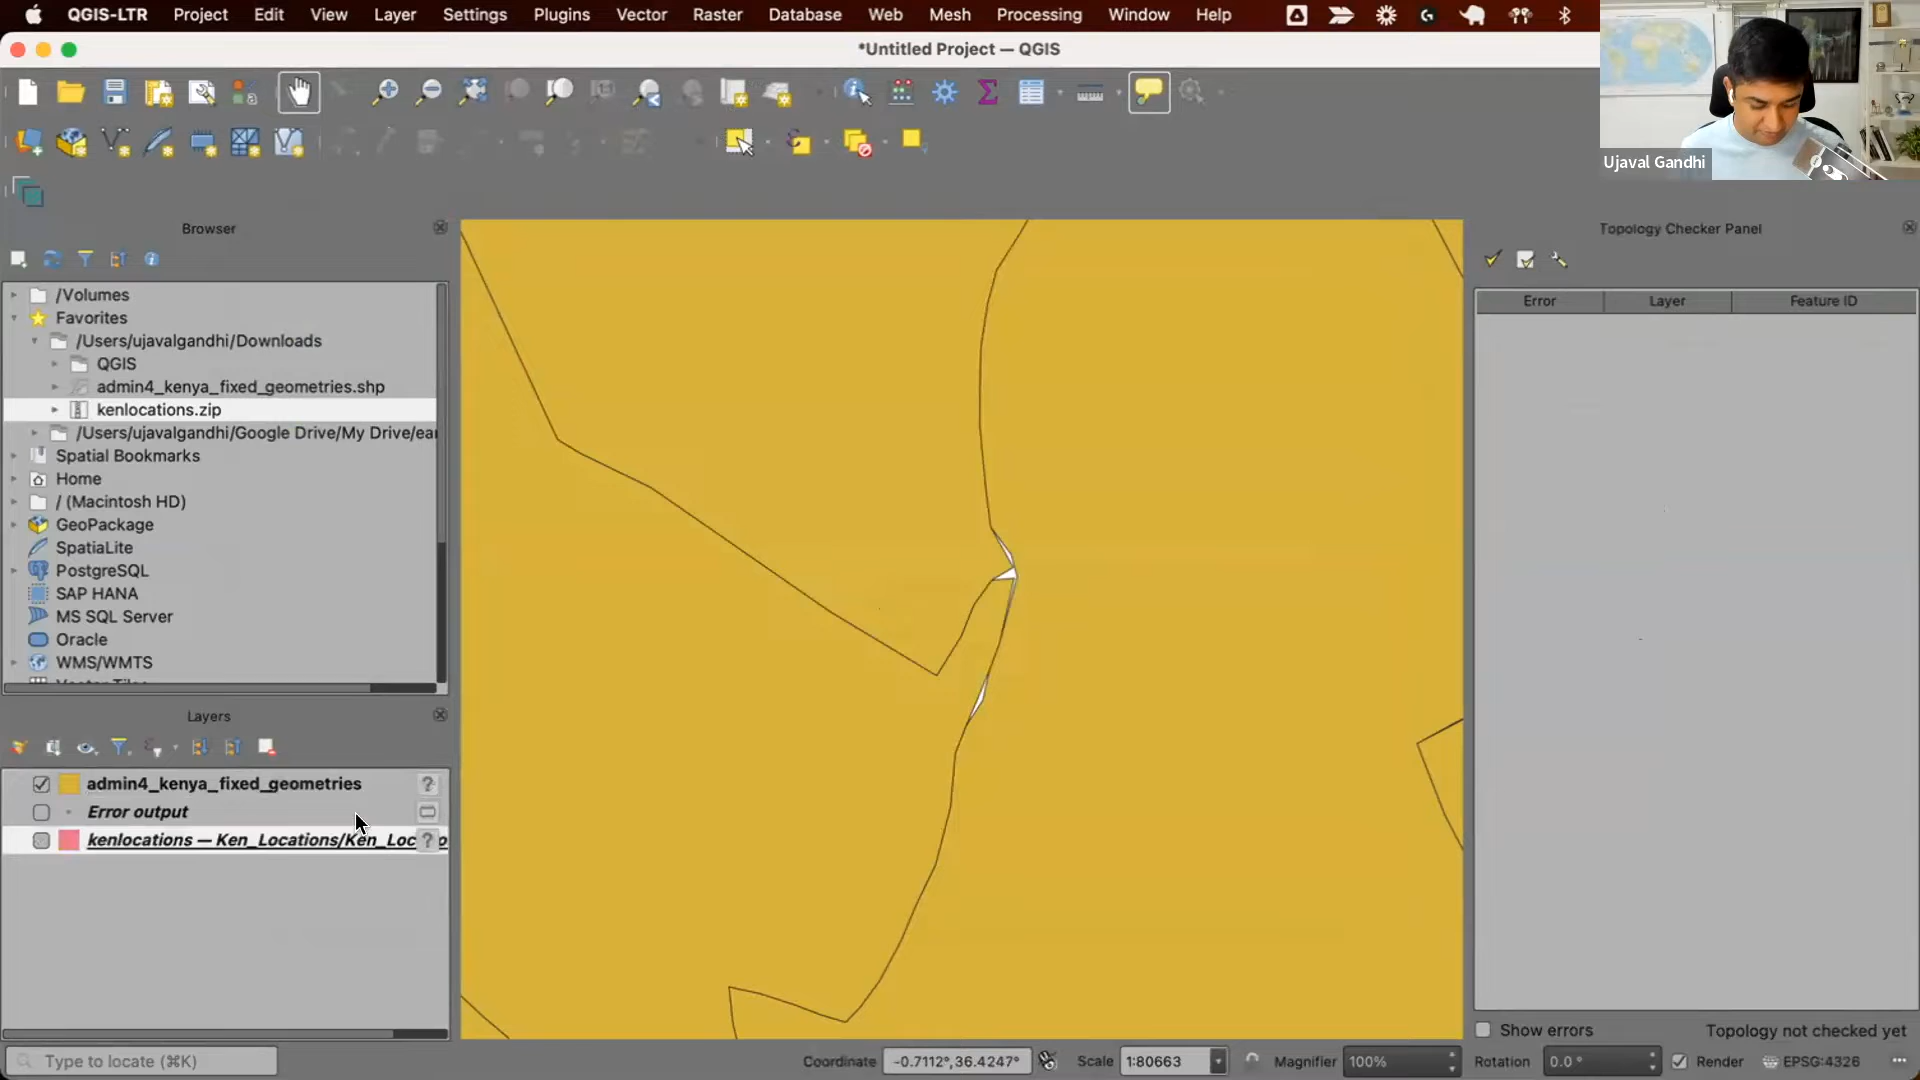 QGIS-LTR Project Edit View Layer Settings Plugins Vector Raster Database Web Mesh Processing Window Help
*Untitled Project — QGIS
Ujaval Gandhi
Browser
/Volumes
Favorites
/Users/ujavalgandhi/Downloads
QGIS
admin4_kenya_fixed_geometries.shp
kenlocations.zip
/Users/ujavalgandhi/Google Drive/My Drive/ear
Spatial Bookmarks
Home
/ (Macintosh HD)
GeoPackage
SpatiaLite
PostgreSQL
SAP HANA
MS SQL Server
Oracle
WMS/WMTS
Layers
admin4_kenya_fixed_geometries
Error output
kenlocations — Ken_Locations/Ken_Loc
Topology Checker Panel
Error Layer Feature ID
Show errors Topology not checked yet
Type to locate (⌘K) Coordinate -0.7112°,36.4247° Scale 1:80663 Magnifier 100% Rotation 0.0 ° Render EPSG:4326